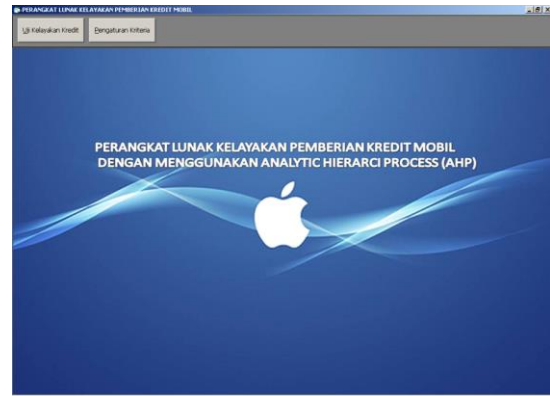 PERANGKAT LUNAK KELAYAKAN PEMBERIAN KREDIT MOBIL
Uji Kelayakan Kredit Pengaturan Kriteria
PERANGKAT LUNAK KELAYAKAN PEMBERIAN KREDIT MOBIL
DENGAN MENGGUNAKAN ANALYTIC HIERARCI PROCESS (AHP)